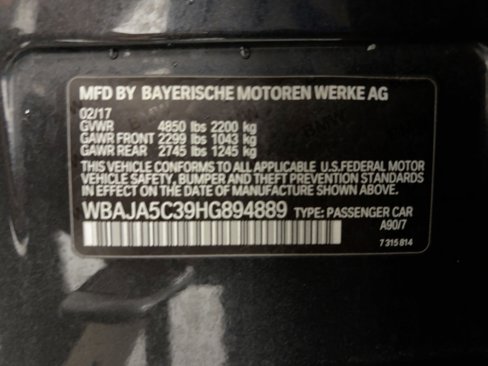 MFD BY BAYERISCHE MOTOREN WERKE AG
02/17
GVWR 4850 lbs 2200 kg
GAWR FRONT 2299 lbs 1043 kg
GAWR REAR 2745 lbs 1245 kg
THIS VEHICLE CONFORMS TO ALL APPLICABLE U.S.FEDERAL MOTOR
VEHICLE SAFETY, BUMPER AND THEFT PREVENTION STANDARDS
IN EFFECT ON THE DATE OF MANUFACTURE SHOWN ABOVE.
WBAJA5C39HG894889 TYPE: PASSENGER CAR
A90/7
7 315 814